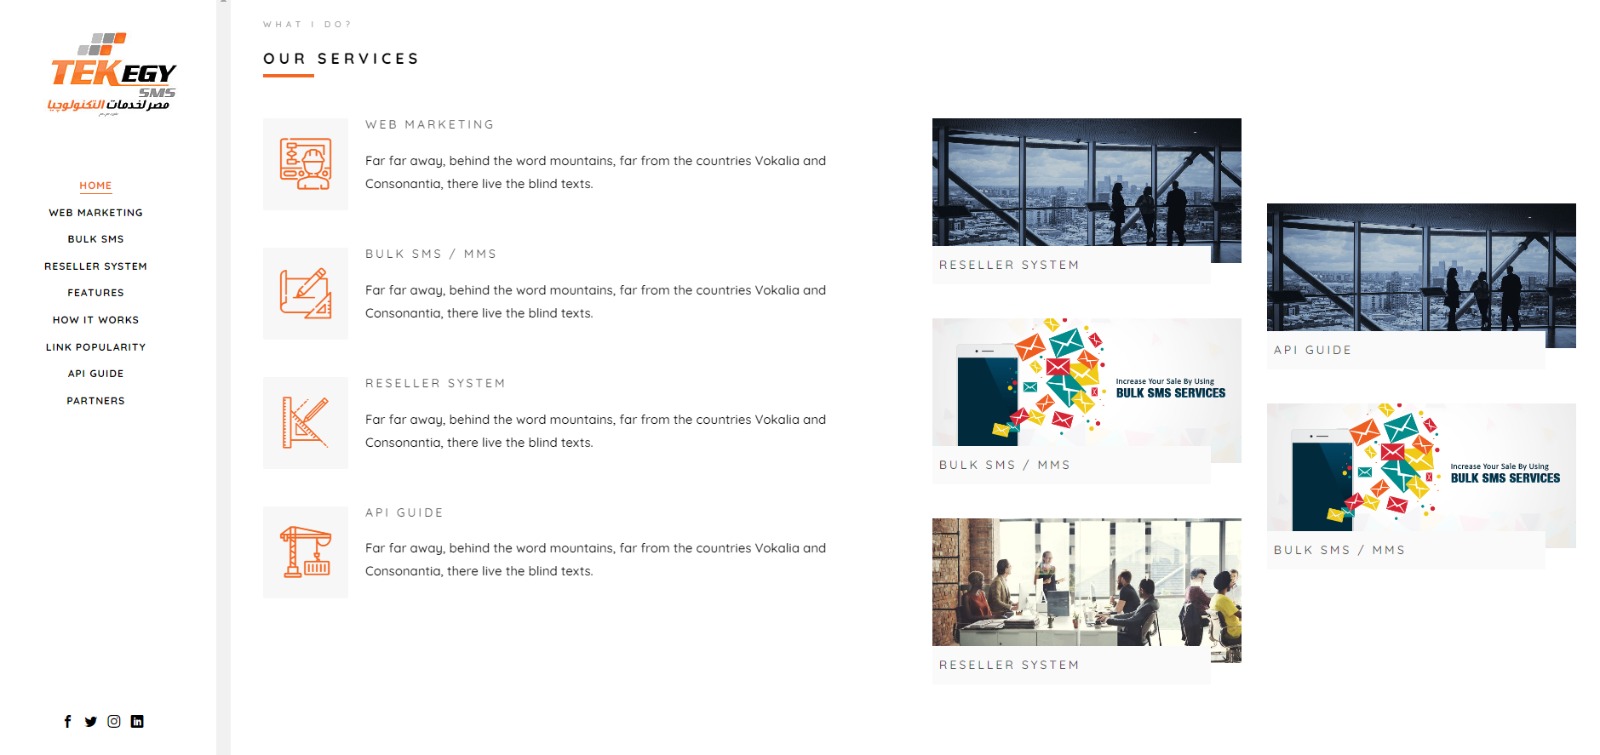 TEKEGY
SMS
مصر لخدمات التكنولوچيا
HOME
WEB MARKETING
BULK SMS
RESELLER SYSTEM
FEATURES
HOW IT WORKS
LINK POPULARITY
API GUIDE
PARTNERS
WHAT I DO?
OUR SERVICES
WEB MARKETING
Far far away, behind the word mountains, far from the countries Vokalia and
Consonantia, there live the blind texts.
BULK SMS / MMS
Far far away, behind the word mountains, far from the countries Vokalia and
Consonantia, there live the blind texts.
RESELLER SYSTEM
Far far away, behind the word mountains, far from the countries Vokalia and
Consonantia, there live the blind texts.
API GUIDE
Far far away, behind the word mountains, far from the countries Vokalia and
Consonantia, there live the blind texts.
RESELLER SYSTEM
Increase Your Sale By Using
BULK SMS SERVICES
BULK SMS / MMS
RESELLER SYSTEM
API GUIDE
Increase Your Sale By Using
BULK SMS SERVICES
BULK SMS / MMS